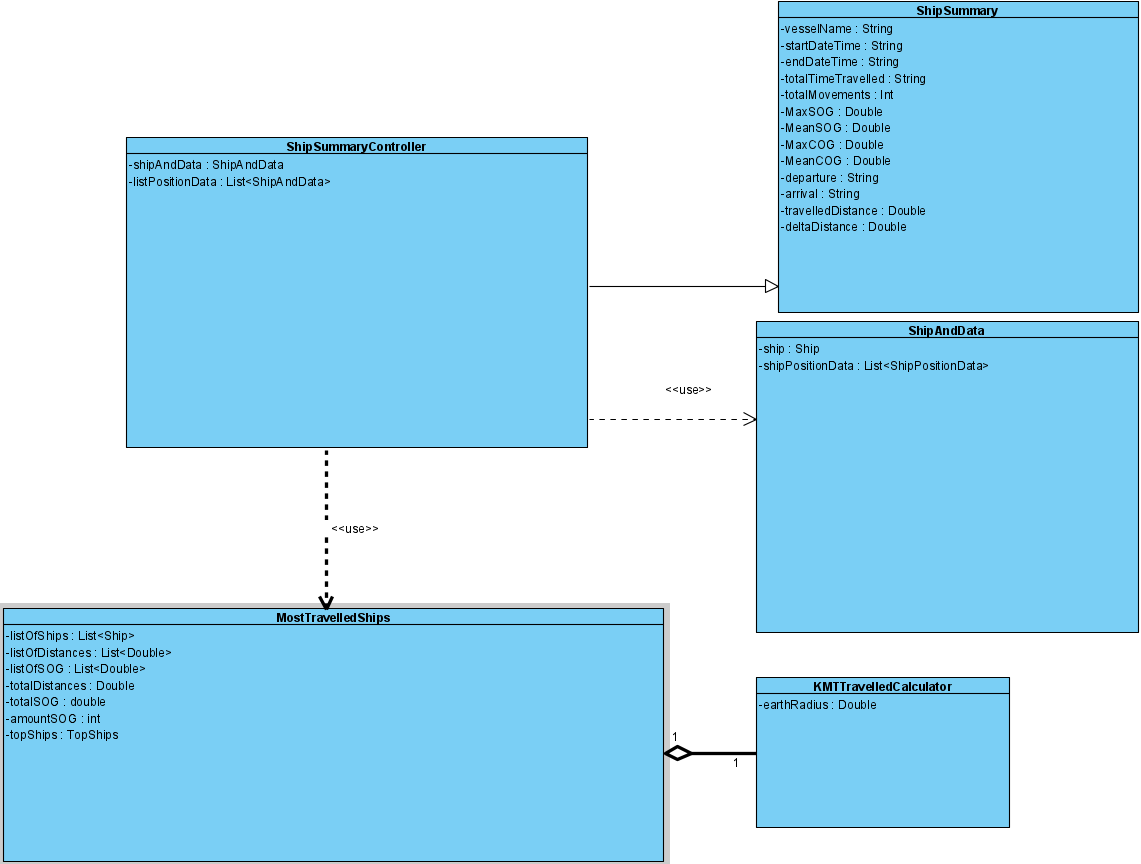 ShipSummary
-vesselName : String
-startDateTime : String
-endDateTime : String
-totalTimeTravelled : String
-totalMovements : Int
-MaxSOG : Double
-MeanSOG : Double
-MaxCOG : Double
-MeanCOG : Double
-departure : String
-arrival : String
-travelledDistance : Double
-deltaDistance : Double
ShipSummaryController
-shipAndData : ShipAndData
-listPositionData : List<ShipAndData>
ShipAndData
-ship : Ship
-shipPositionData : List<ShipPositionData>
<<use>>
<<use>>
MostTravelledShips
-listOfShips : List<Ship>
-listOfDistances : List<Double>
-listOfSOG : List<Double>
-totalDistances : Double
-totalSOG : double
-amountSOG : int
-topShips : TopShips
KMTTravelledCalculator
-earthRadius : Double
1
1